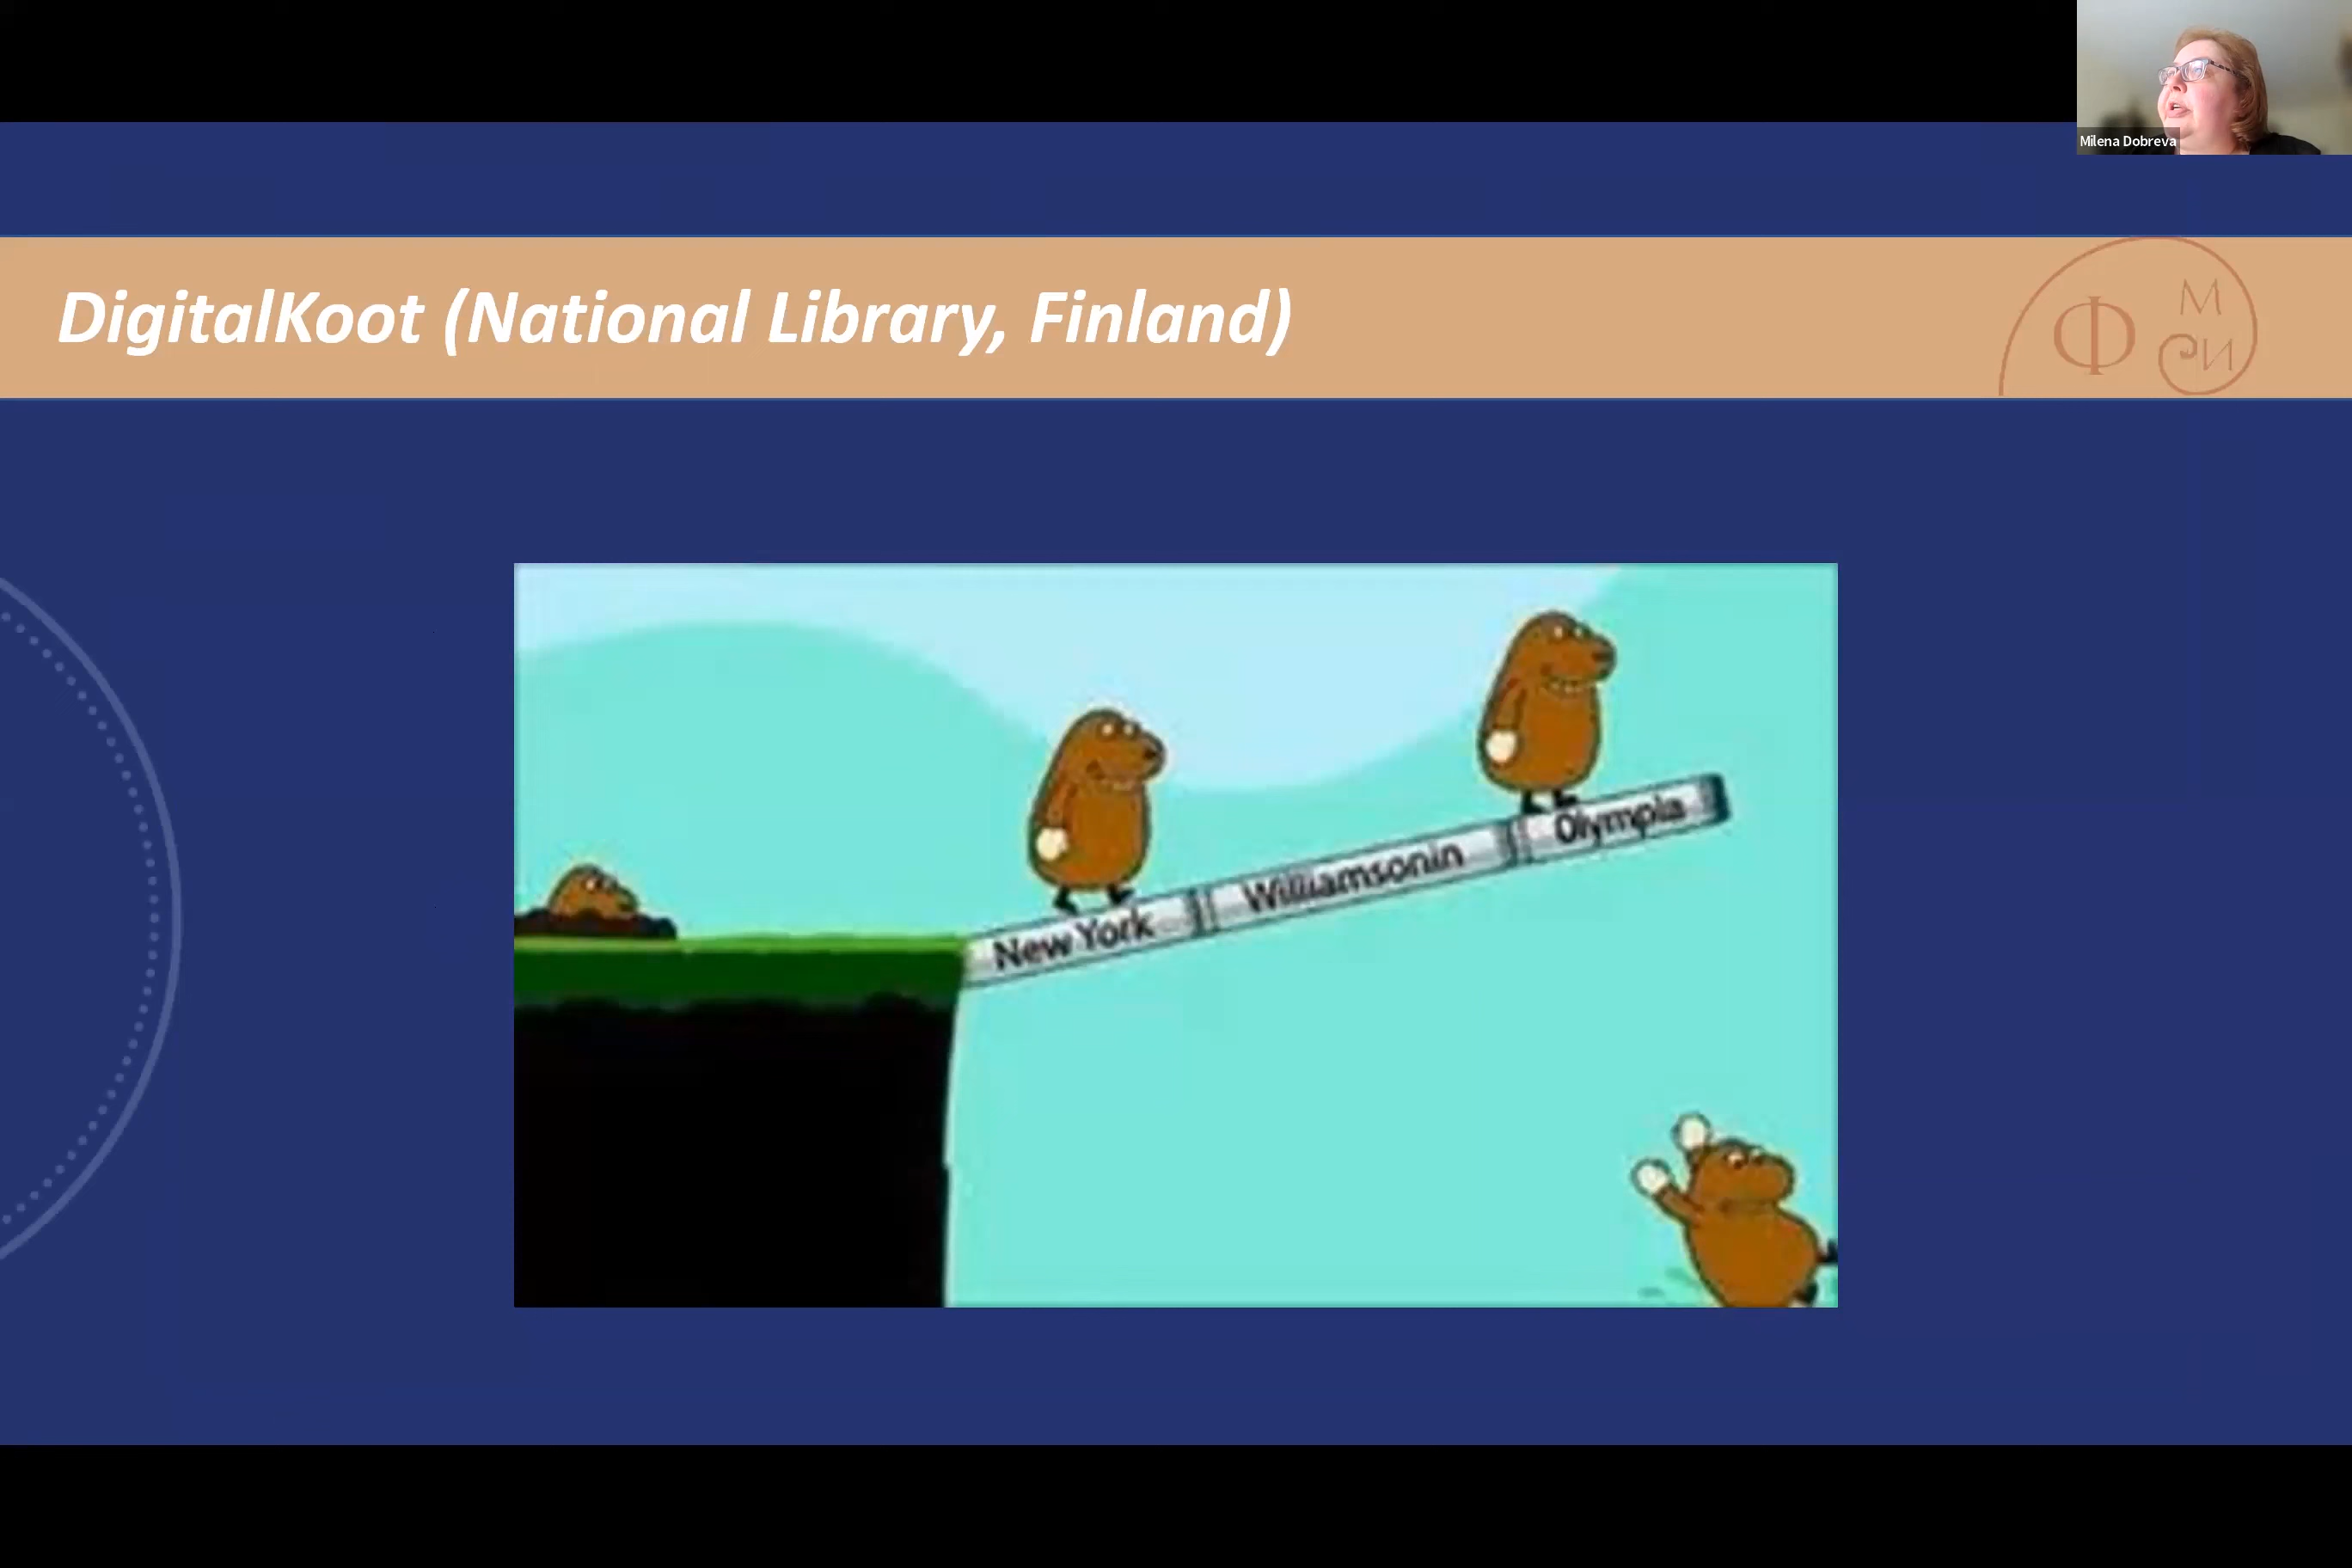 Milena Dobreva
DigitalKoot (National Library, Finland)
Ф
М
С И
New York
Williamsonin
Olympia